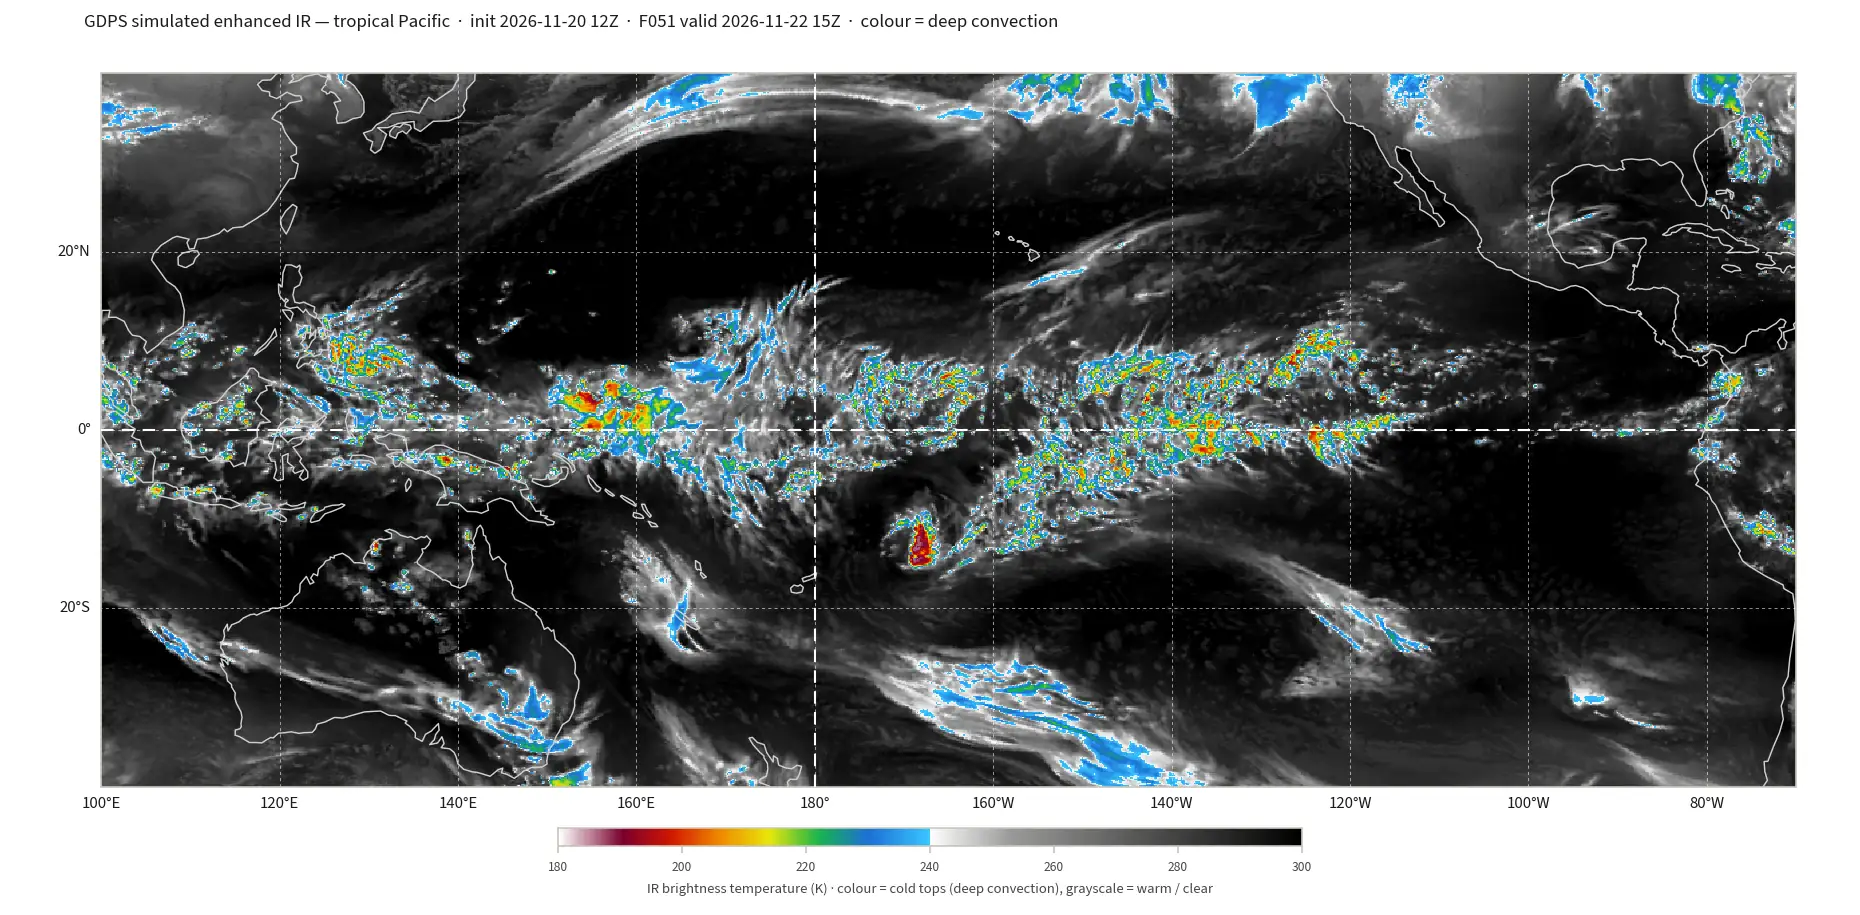 GDPS simulated enhanced IR — tropical Pacific · init 2026-11-20 12Z · F051 valid 2026-11-22 15Z · colour = deep convection
20°N
0°
20°S
100°E 120°E 140°E 160°E 180° 160°W 140°W 120°W 100°W 80°W
180 200 220 240 260 280 300
IR brightness temperature (K) · colour = cold tops (deep convection), grayscale = warm / clear